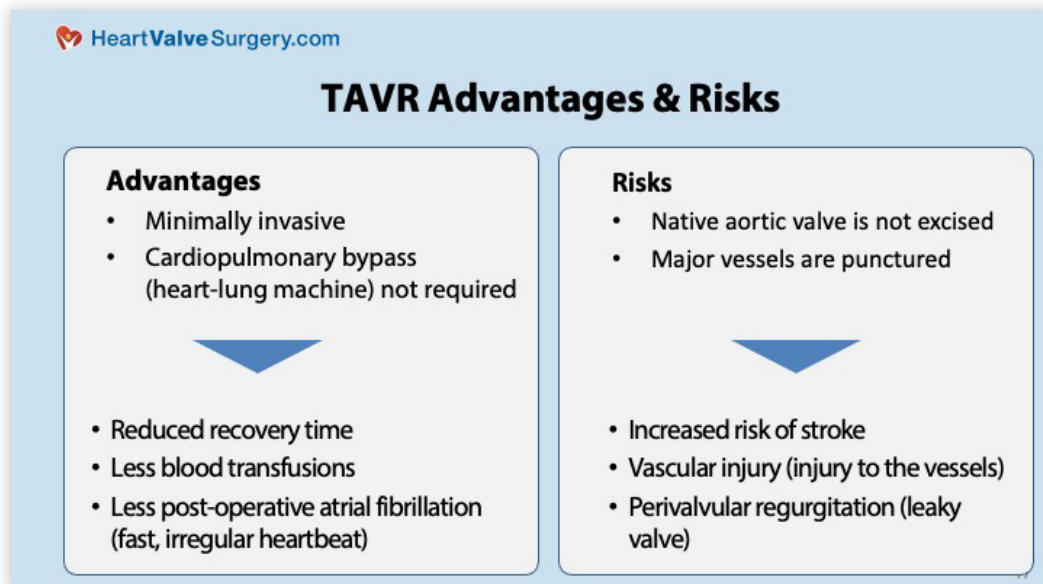 HeartValveSurgery.com
TAVR Advantages & Risks
Advantages
• Minimally invasive
• Cardiopulmonary bypass
(heart-lung machine) not required
• Reduced recovery time
• Less blood transfusions
• Less post-operative atrial fibrillation
(fast, irregular heartbeat)
Risks
• Native aortic valve is not excised
• Major vessels are punctured
• Increased risk of stroke
• Vascular injury (injury to the vessels)
• Perivalvular regurgitation (leaky
valve)